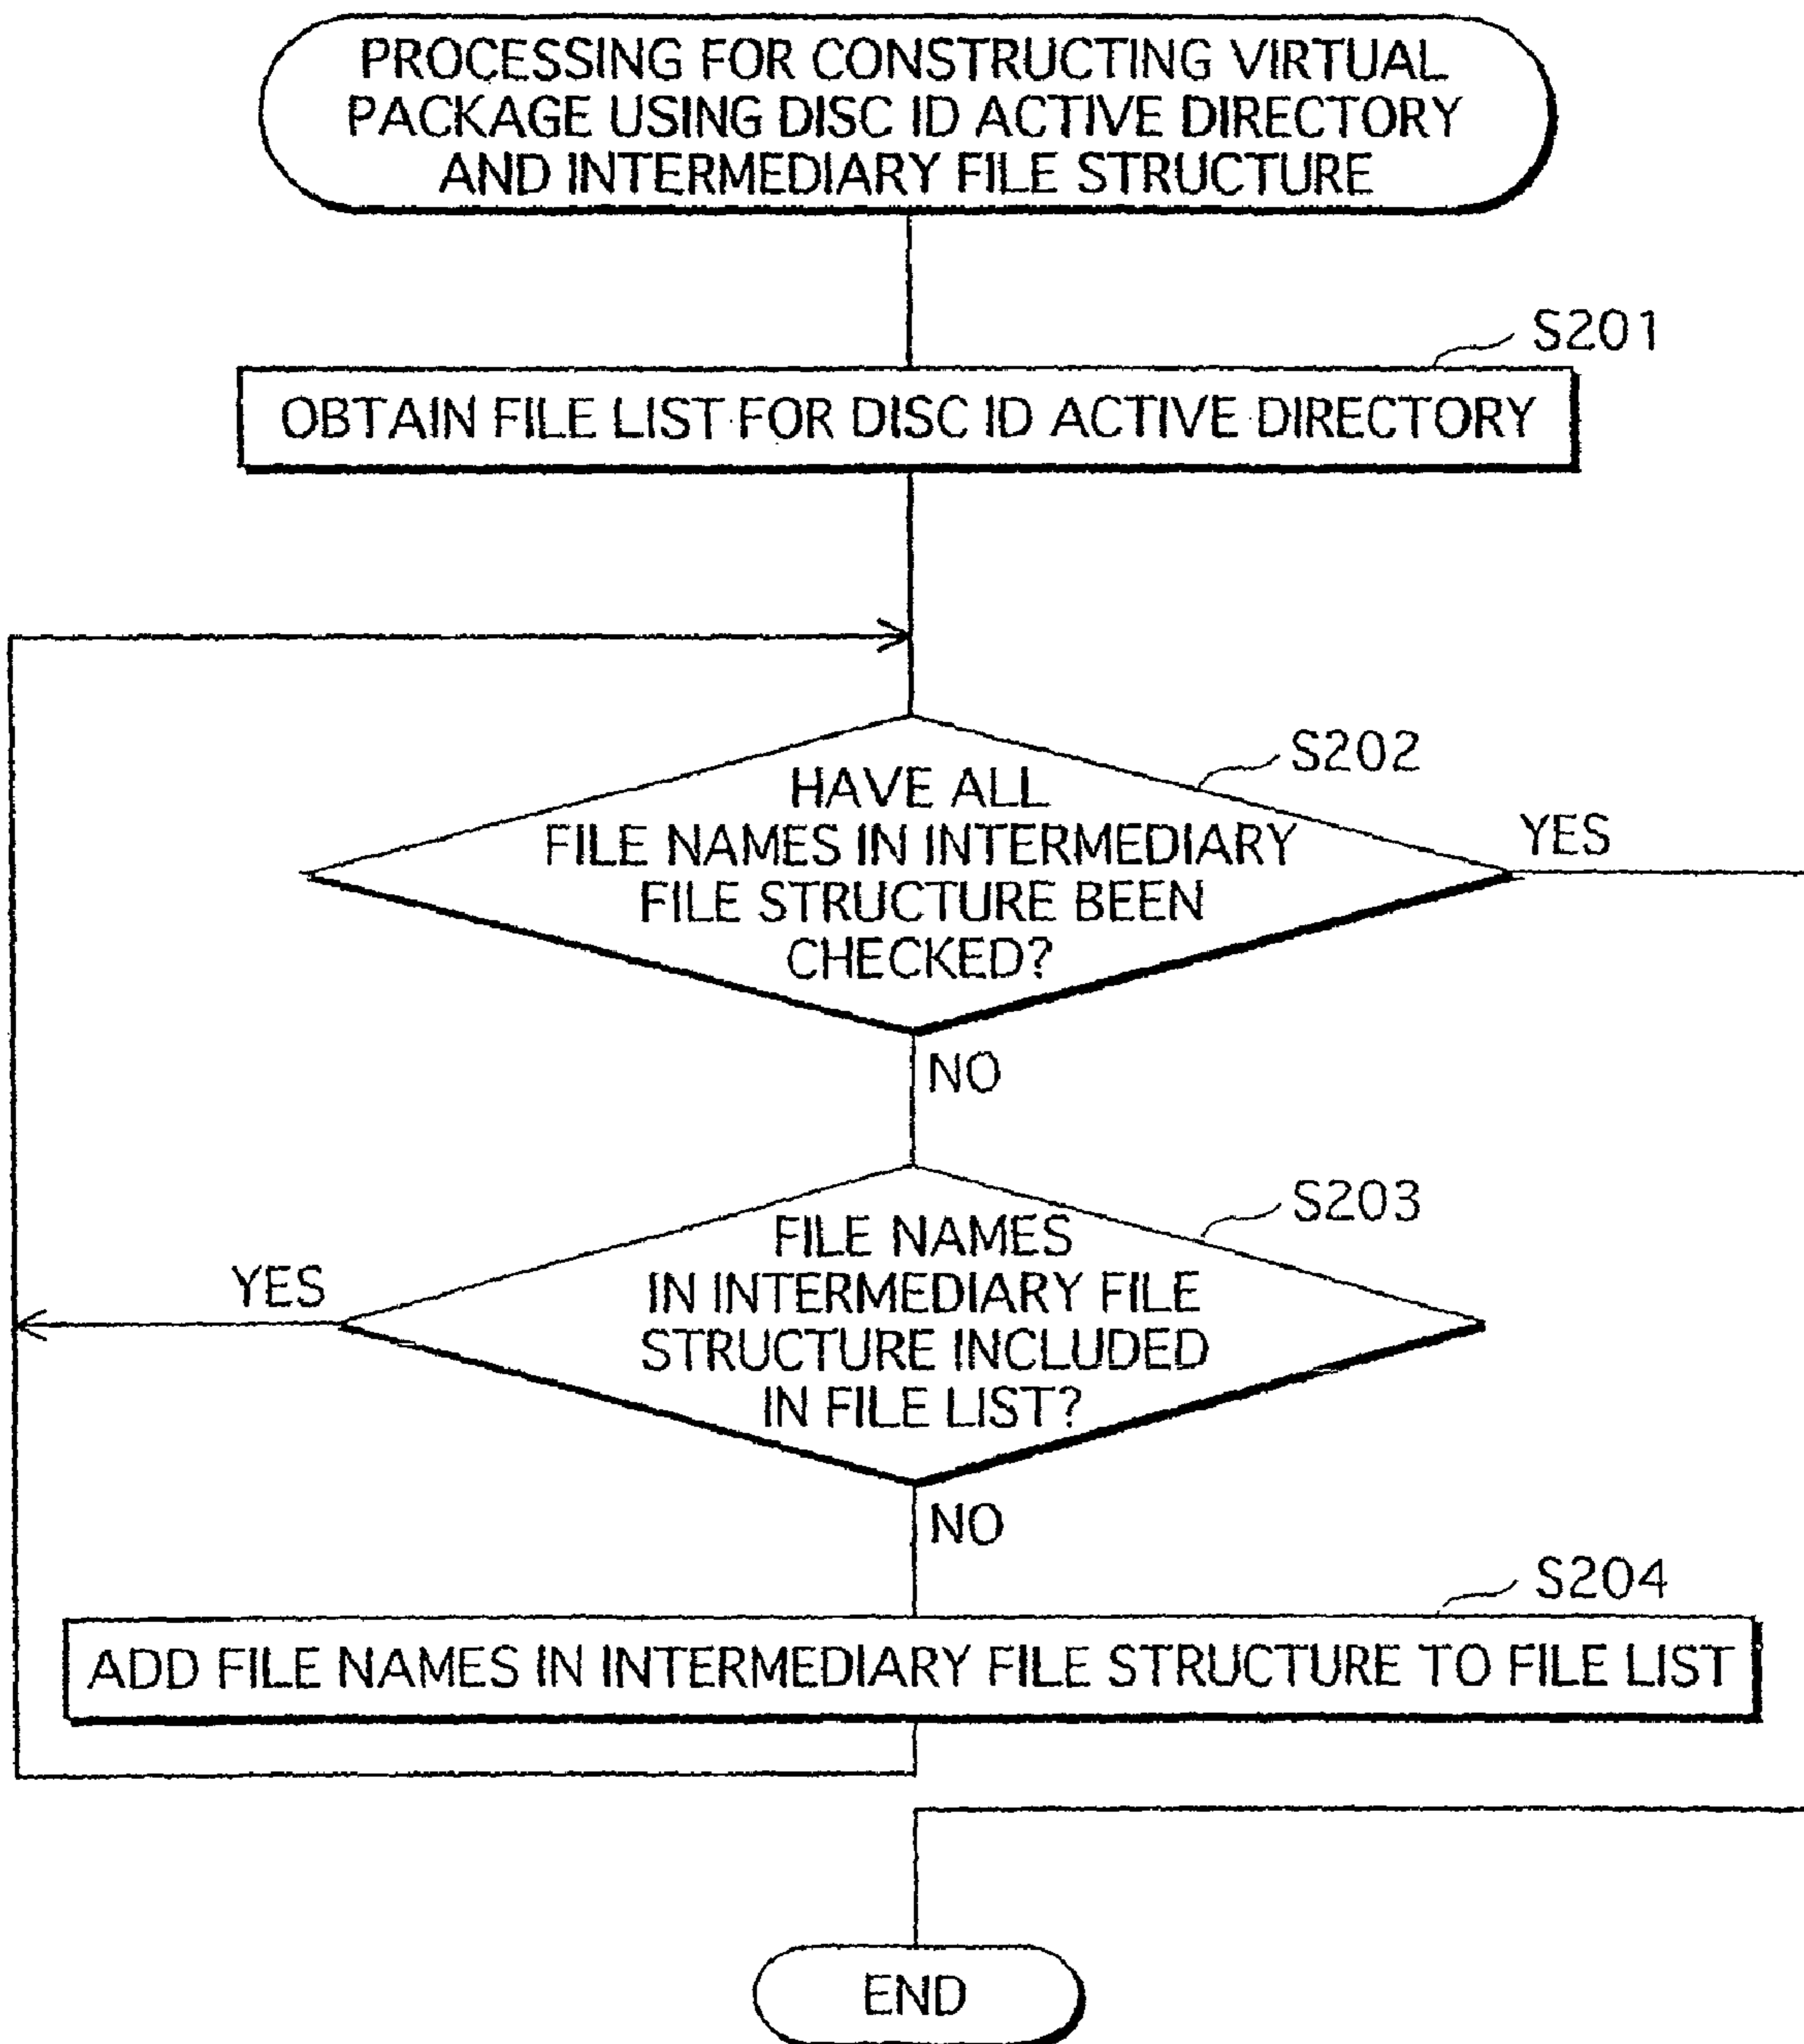 PROCESSING FOR CONSTRUCTING VIRTUAL
PACKAGE USING DISC ID ACTIVE DIRECTORY
AND INTERMEDIARY FILE STRUCTURE
S201
OBTAIN FILE LIST FOR DISC ID ACTIVE DIRECTORY
S202
HAVE ALL
FILE NAMES IN INTERMEDIARY
FILE STRUCTURE BEEN
CHECKED?
YES
NO
S203
FILE NAMES
IN INTERMEDIARY FILE
STRUCTURE INCLUDED
IN FILE LIST?
YES
NO
S204
ADD FILE NAMES IN INTERMEDIARY FILE STRUCTURE TO FILE LIST
END